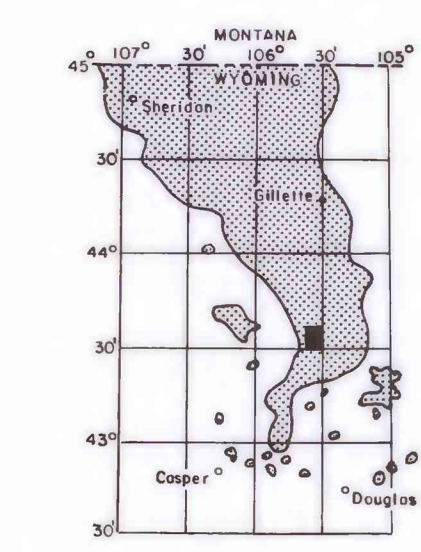 MONTANA
45° 107° 30' 106° 30' 105°
WYOMING
Sheridan
30'
Gillette
44°
30'
43°
Casper
Douglas
30'